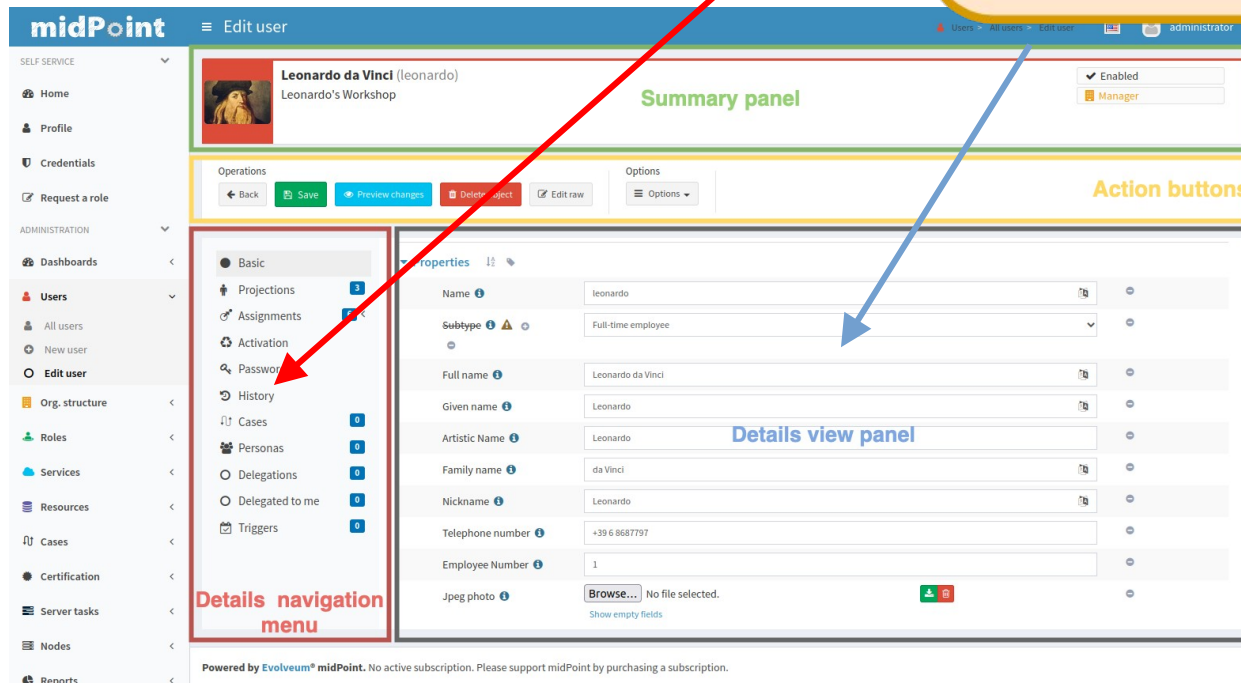 midPoint
Edit user
Users > All users > Edit user
administrator
SELF SERVICE
Home
Profile
Credentials
Request a role
ADMINISTRATION
Dashboards
Users
All users
New user
Edit user
Org. structure
Roles
Services
Resources
Cases
Certification
Server tasks
Nodes
Reports
Leonardo da Vinci (leonardo)
Leonardo's Workshop
Summary panel
Enabled
Manager
Operations
Back Save Preview changes Delete object Edit raw
Options
Options
Action buttons
Basic
Projections 3
Assignments
Activation
Password
History
Cases 0
Personas 0
Delegations 0
Delegated to me 0
Triggers 0
Details navigation
menu
Properties
Name leonardo
Subtype Full-time employee
Full name Leonardo da Vinci
Given name Leonardo
Artistic Name Leonardo
Details view panel
Family name da Vinci
Nickname Leonardo
Telephone number +39 6 8687797
Employee Number 1
Jpeg photo Browse... No file selected.
Show empty fields
Powered by Evolveum® midPoint. No active subscription. Please support midPoint by purchasing a subscription.